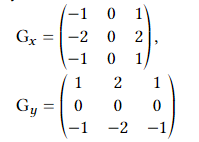 −1 0 1
Gₓ = −2 0 2 ,
−1 0 1
1 2 1
Gᵧ = 0 0 0
−1 −2 −1